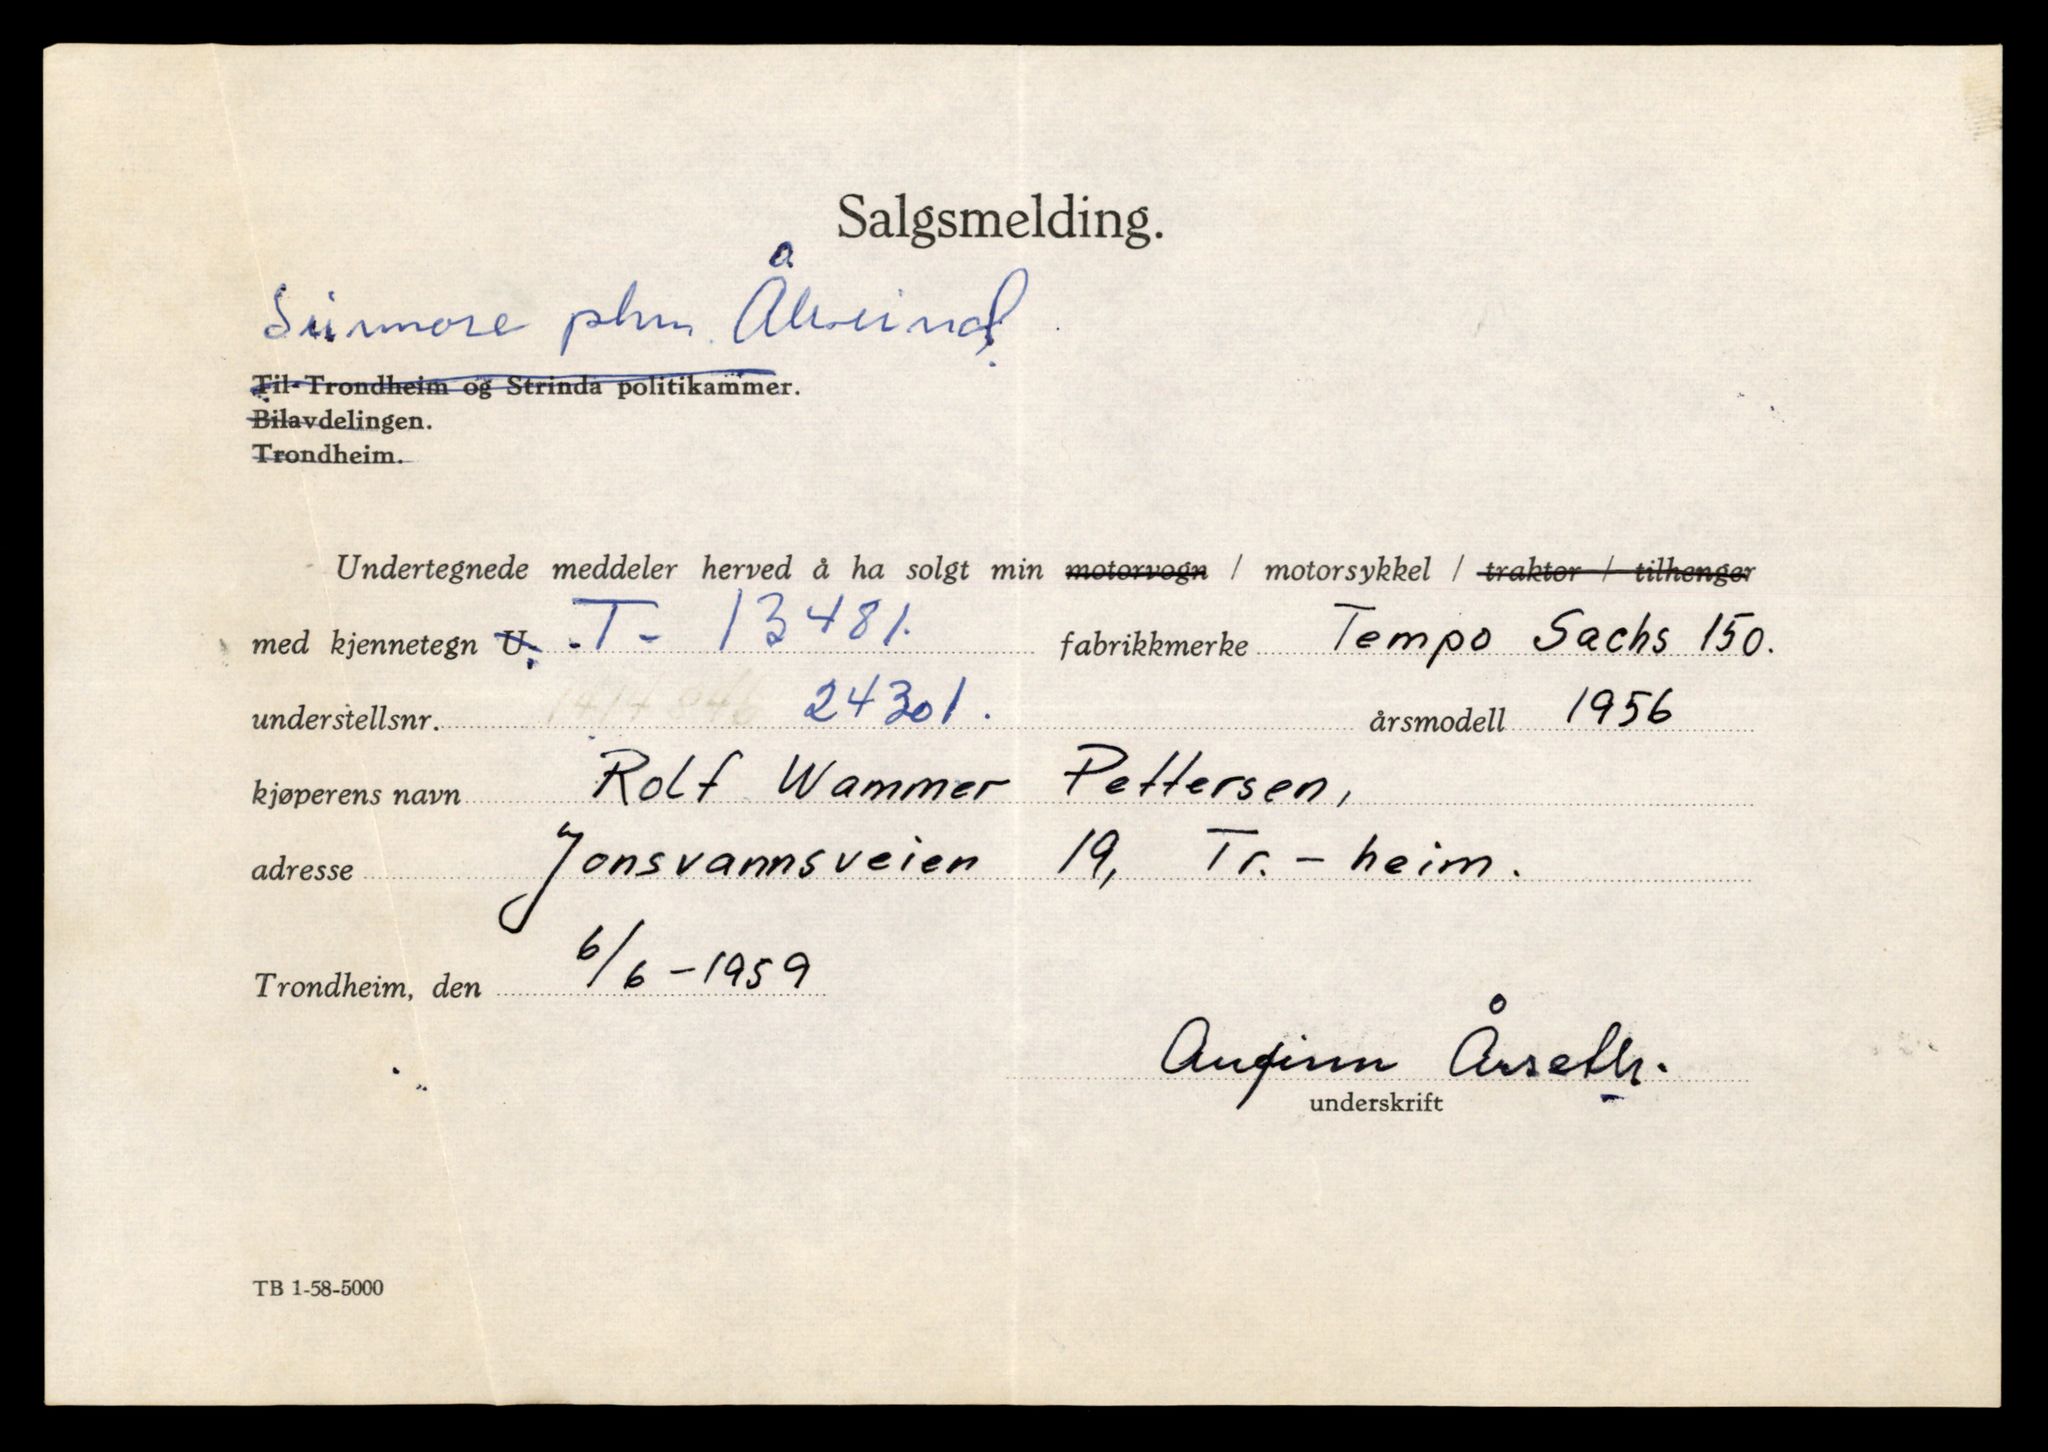 Salgsmelding.
Sunnmøre pkm. Ålesund
Til Trondheim og Strinda politikammer.
Bilavdelingen.
Trondheim.
Undertegnede meddeler herved å ha solgt min motorvogn / motorsykkel / traktor / tilhenger
med kjennetegn U. T- 13481. fabrikkmerke Tempo Sachs 150.
understellsnr. 24301. årsmodell 1956
kjøperens navn Rolf Wammer Pettersen,
adresse Jonsvannsveien 19, Tr.-heim.
Trondheim, den 6/6-1959
Årseth.
underskrift
TB 1-58-5000